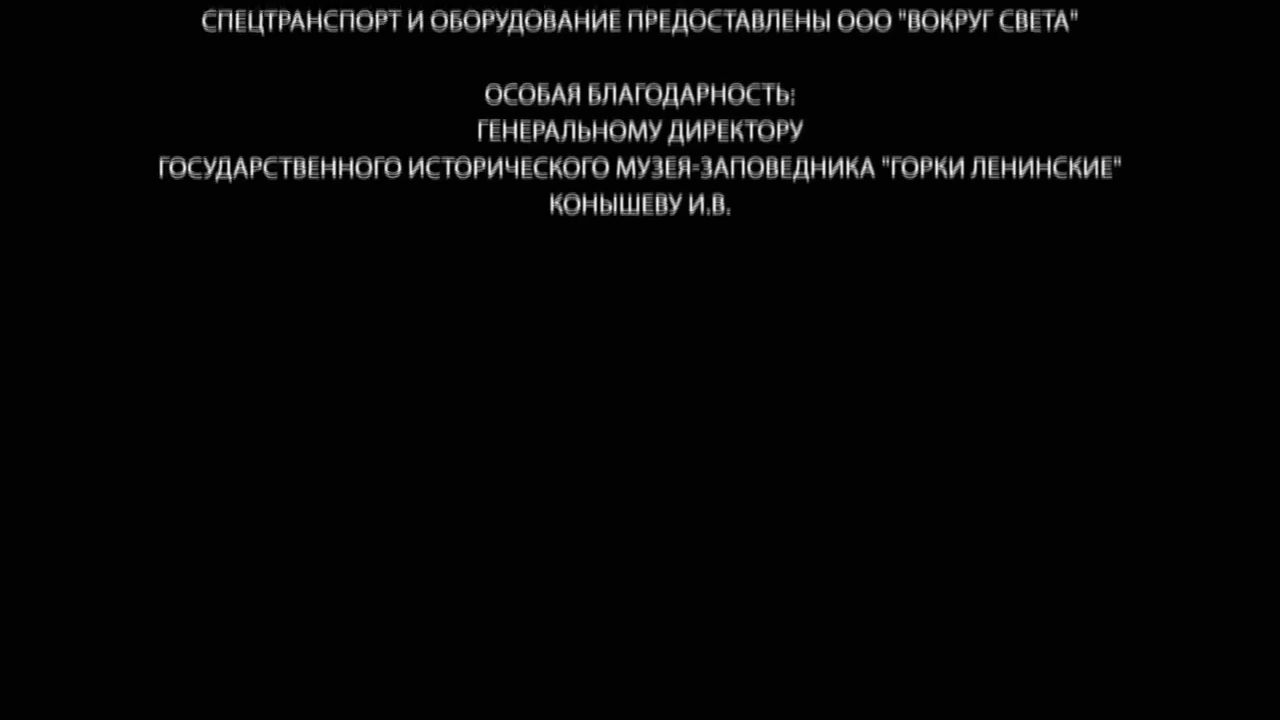 СПЕЦТРАНСПОРТ И ОБОРУДОВАНИЕ ПРЕДОСТАВЛЕНЫ ООО "ВОКРУГ СВЕТА"
ОСОБАЯ БЛАГОДАРНОСТЬ:
ГЕНЕРАЛЬНОМУ ДИРЕКТОРУ
ГОСУДАРСТВЕННОГО ИСТОРИЧЕСКОГО МУЗЕЯ-ЗАПОВЕДНИКА "ГОРКИ ЛЕНИНСКИЕ"
КОНЫШЕВУ И.В.